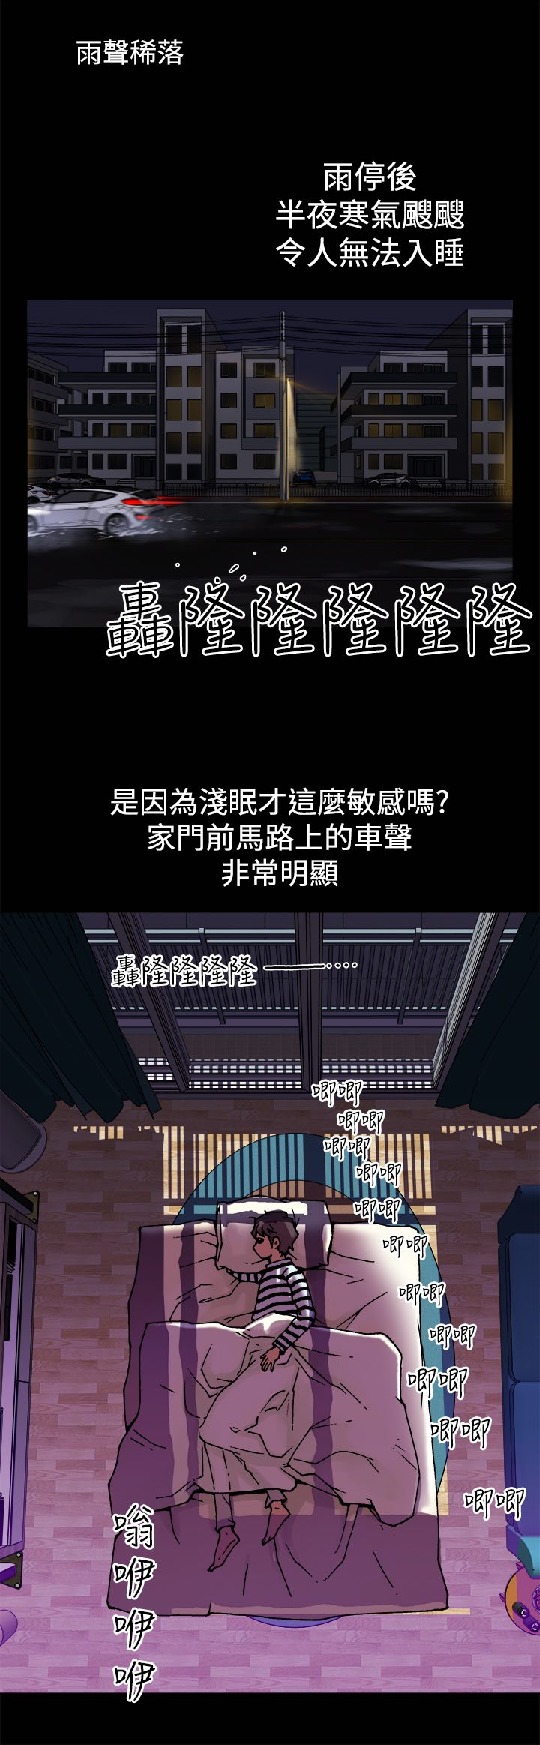 雨聲稀落
雨停後
半夜寒氣颼颼
令人無法入睡
轟隆隆隆隆隆
是因為淺眠才這麼敏感嗎?
家門前馬路上的車聲
非常明顯
轟隆隆隆隆——……
唧唧
唧唧
唧唧
唧唧
唧唧
唧唧
唧唧
唧唧
唧唧
唧唧
唧唧
嗡
咿
咿
咿